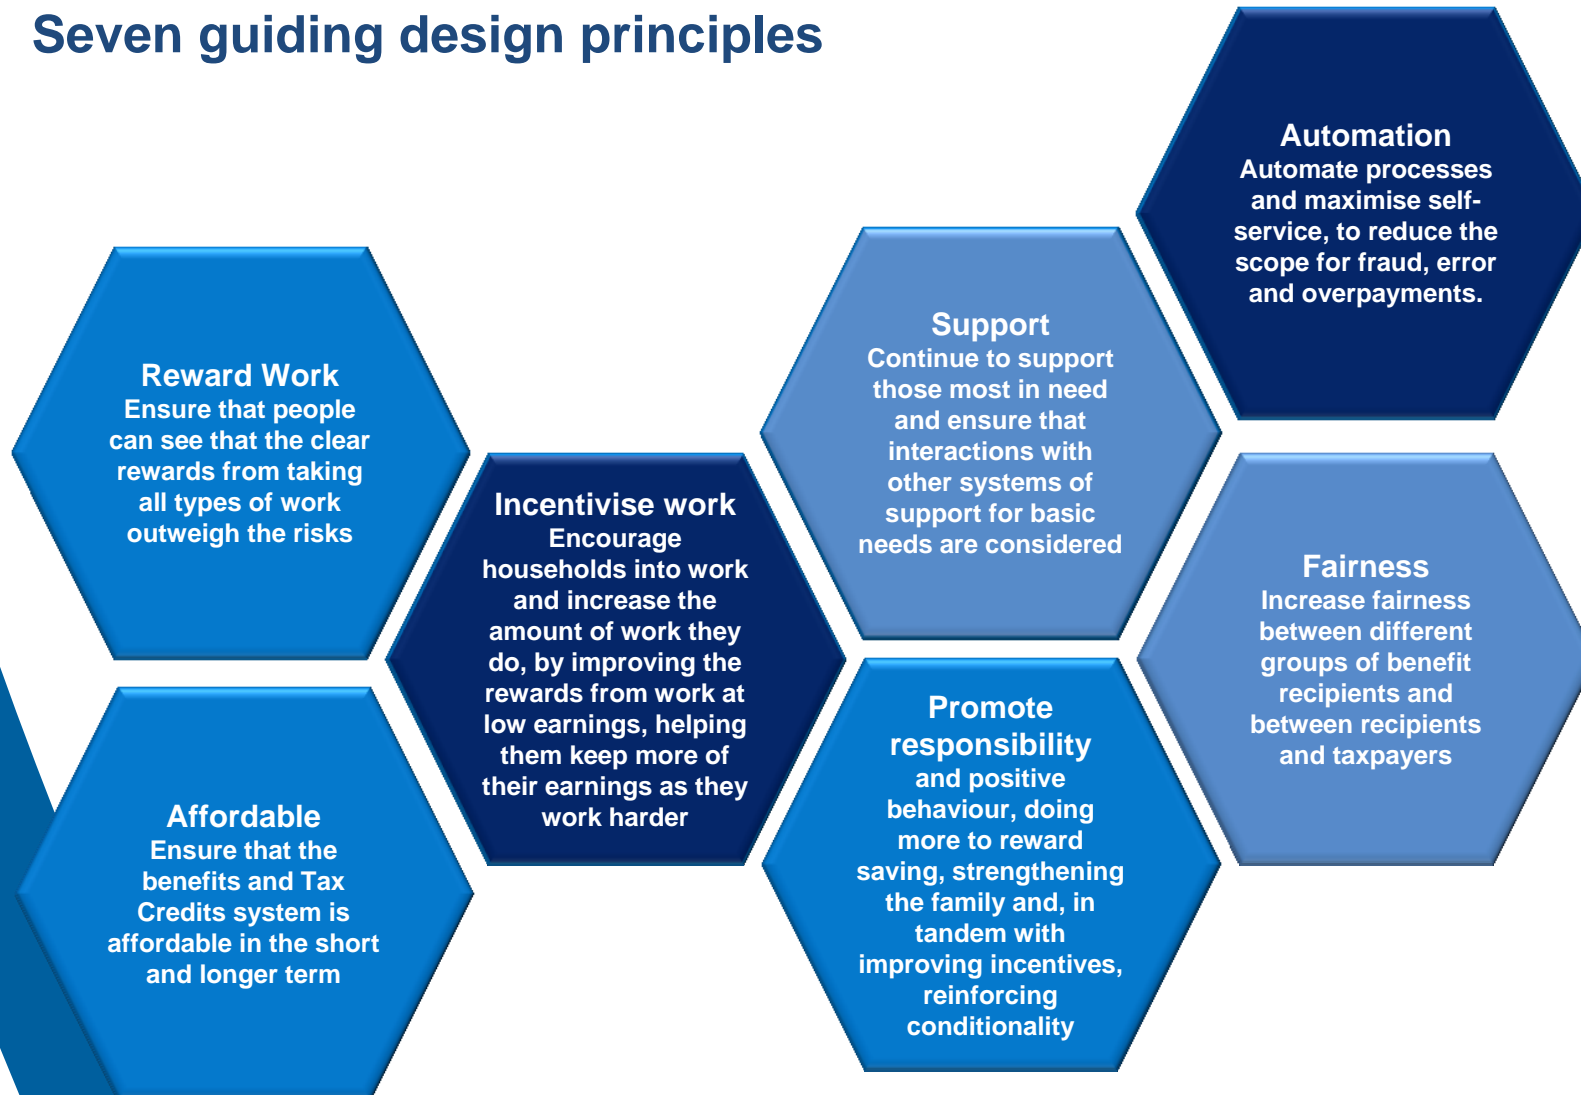 Seven guiding design principles
Reward Work
Ensure that people
can see that the clear
rewards from taking
all types of work
outweigh the risks
Affordable
Ensure that the
benefits and Tax
Credits system is
affordable in the short
and longer term
Incentivise work
Encourage
households into work
and increase the
amount of work they
do, by improving the
rewards from work at
low earnings, helping
them keep more of
their earnings as they
work harder
Support
Continue to support
those most in need
and ensure that
interactions with
other systems of
support for basic
needs are considered
Promote
responsibility
and positive
behaviour, doing
more to reward
saving, strengthening
the family and, in
tandem with
improving incentives,
reinforcing
conditionality
Automation
Automate processes
and maximise self-
service, to reduce the
scope for fraud, error
and overpayments.
Fairness
Increase fairness
between different
groups of benefit
recipients and
between recipients
and taxpayers